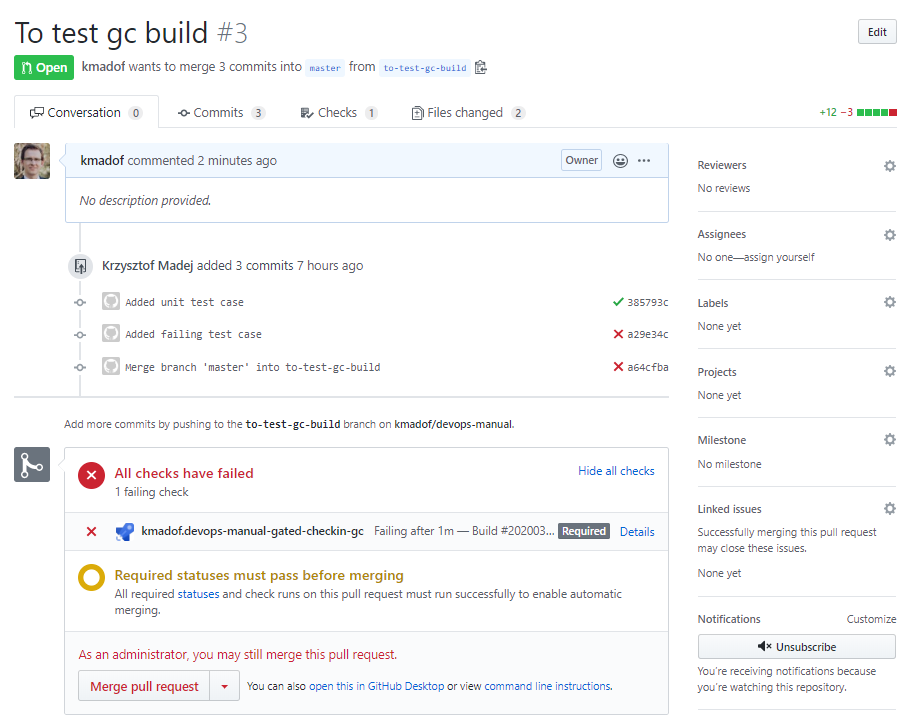 To test gc build #3
Edit
Open
kmadof wants to merge 3 commits into master from to-test-gc-build
Conversation 0
Commits 3
Checks 1
Files changed 2
+12 −3
kmadof commented 2 minutes ago
Owner
No description provided.
Krzysztof Madej added 3 commits 7 hours ago
Added unit test case
385793c
Added failing test case
a29e34c
Merge branch 'master' into to-test-gc-build
a64cfba
Add more commits by pushing to the to-test-gc-build branch on kmadof/devops-manual.
All checks have failed
1 failing check
Hide all checks
kmadof.devops-manual-gated-checkin-gc Failing after 1m — Build #202003... Required Details
Required statuses must pass before merging
All required statuses and check runs on this pull request must run successfully to enable automatic
merging.
As an administrator, you may still merge this pull request.
Merge pull request
You can also open this in GitHub Desktop or view command line instructions.
Reviewers
No reviews
Assignees
No one—assign yourself
Labels
None yet
Projects
None yet
Milestone
No milestone
Linked issues
Successfully merging this pull request
may close these issues.
None yet
Notifications
Customize
Unsubscribe
You're receiving notifications because
you're watching this repository.